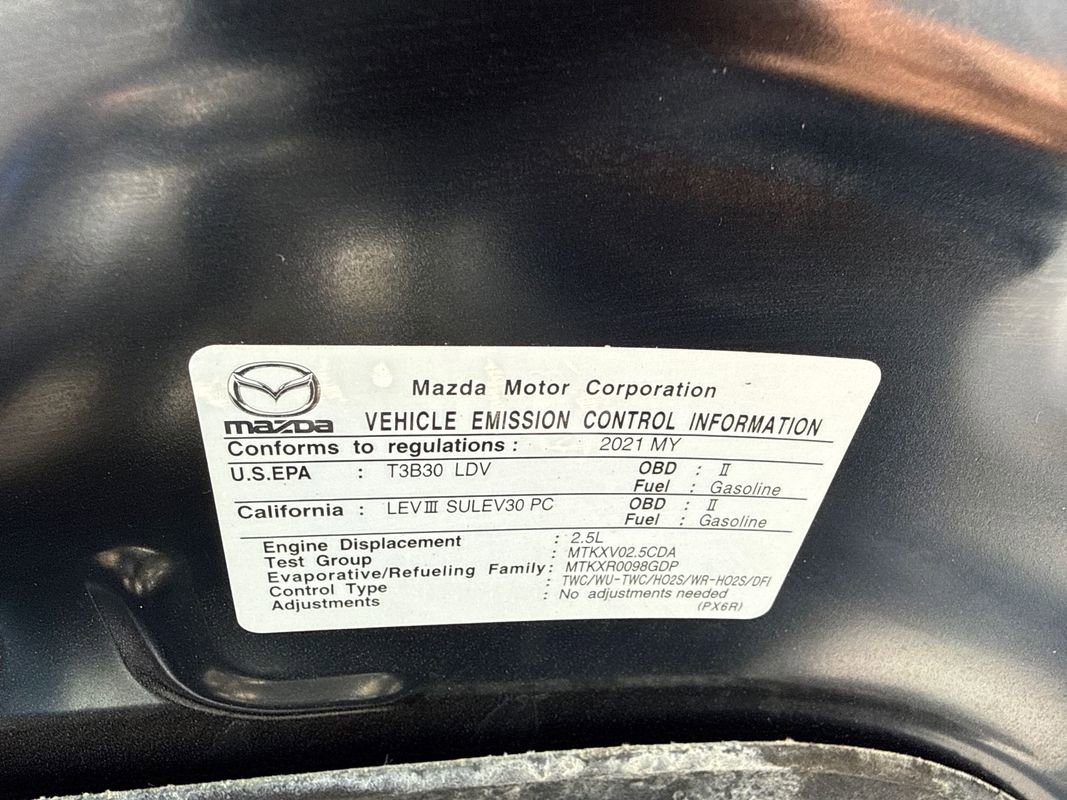 mazda
Mazda Motor Corporation
VEHICLE EMISSION CONTROL INFORMATION
Conforms to regulations : 2021 MY
U.S.EPA : T3B30 LDV OBD : II
Fuel : Gasoline
California : LEV III SULEV30 PC OBD : II
Fuel : Gasoline
Engine Displacement : 2.5L
Test Group : MTKXV02.5CDA
Evaporative/Refueling Family : MTKXR0098GDP
Control Type : TWC/WU-TWC/HO2S/WR-HO2S/DFI
Adjustments : No adjustments needed
(PX6R)